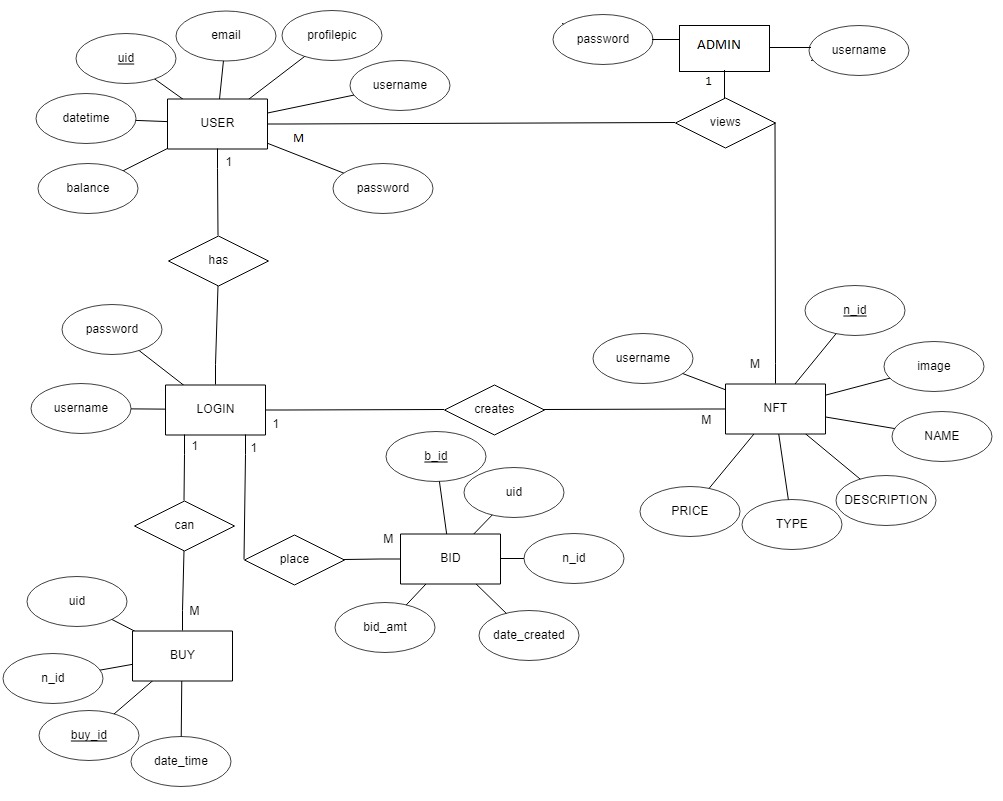 email
profilepic
uid
username
datetime
USER
M
1
balance
password
password
ADMIN
username
1
views
has
password
username
LOGIN
1
1
1
creates
M
M
username
n_id
image
NFT
NAME
DESCRIPTION
PRICE
TYPE
can
place
M
b_id
uid
BID
n_id
bid_amt
date_created
M
uid
BUY
n_id
buy_id
date_time